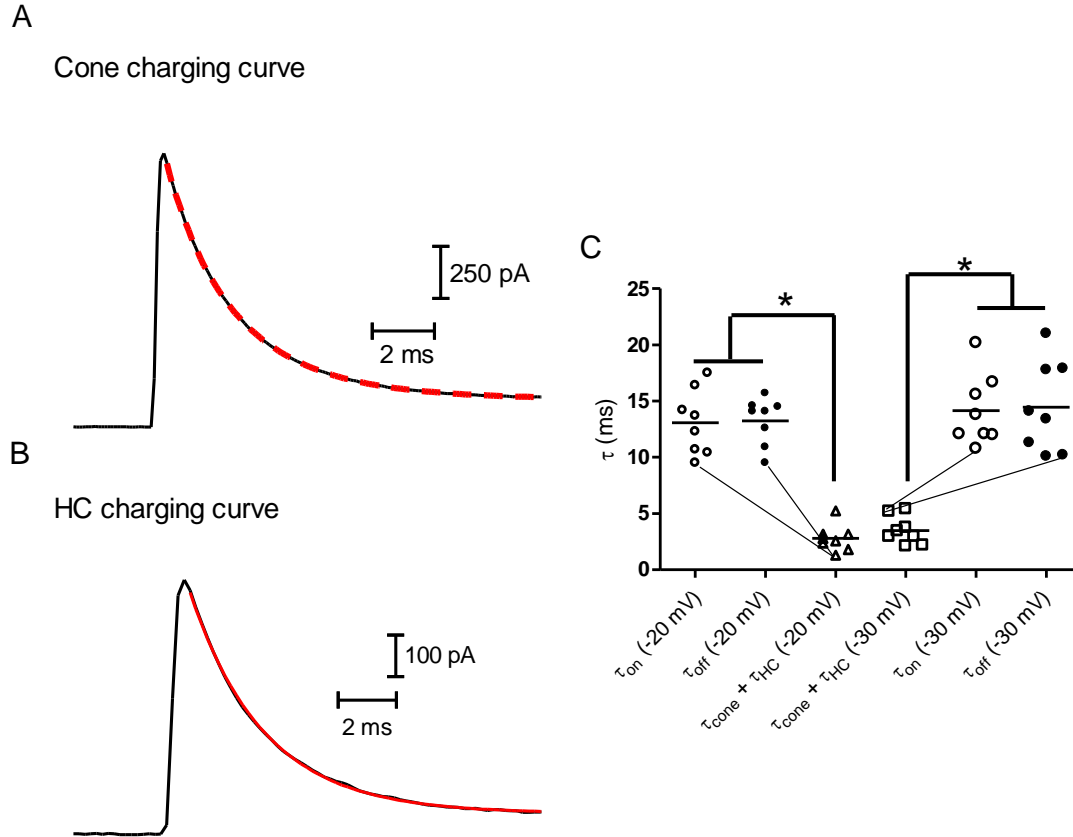 A
Cone charging curve
250 pA
2 ms
B
HC charging curve
100 pA
2 ms
C
*
*
25
20
15
10
5
0
τ (ms)
τon (-20 mV)
τoff (-20 mV)
τcone + τHC (-20 mV)
τcone + τHC (-30 mV)
τon (-30 mV)
τoff (-30 mV)